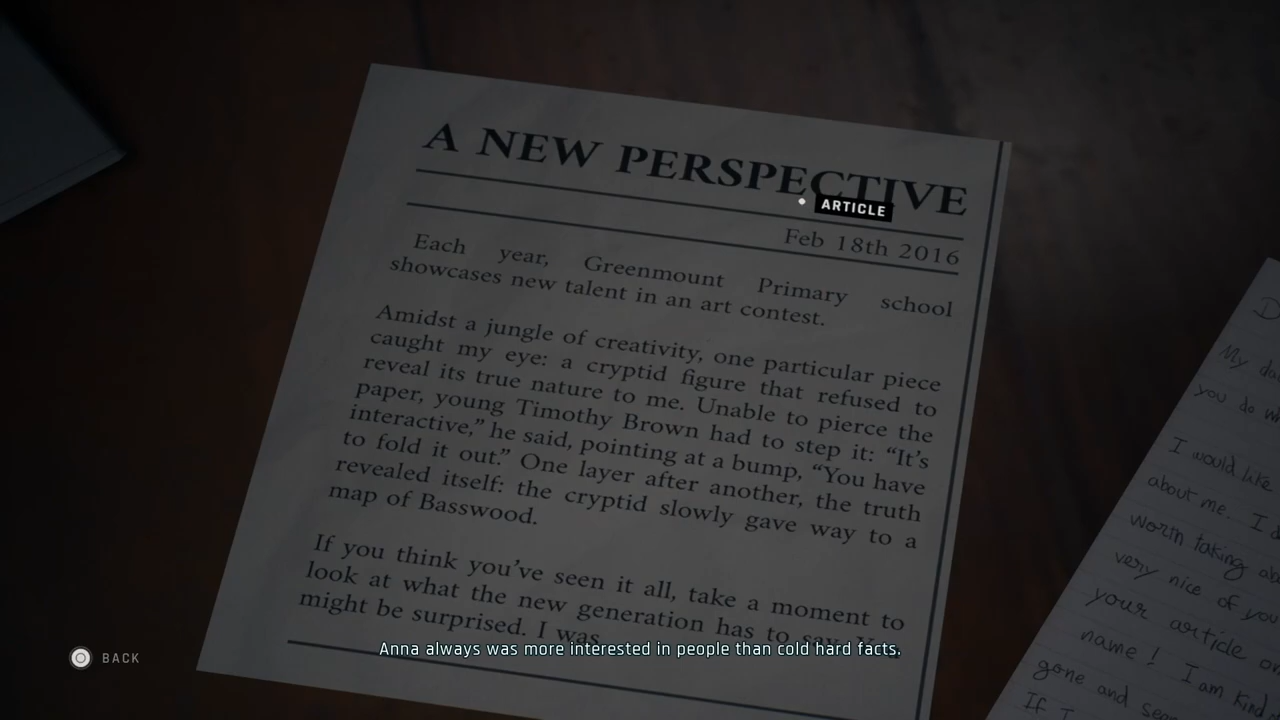 A NEW PERSPECTIVE
ARTICLE
Feb 18th 2016
Each year, Greenmount Primary school
showcases new talent in an art contest.
Amidst a jungle of creativity, one particular piece
caught my eye: a cryptid figure that refused to
reveal its true nature to me. Unable to pierce the
paper, young Timothy Brown had to step it: “It’s
interactive,” he said, pointing at a bump, “You have
to fold it out.” One layer after another, the truth
revealed itself: the cryptid slowly gave way to a
map of Basswood.
If you think you’ve seen it all, take a moment to
look at what the new generation has to say.
might be surprised. I was.
Anna always was more interested in people than cold hard facts.
BACK
My
you do
I would like
about me. I
worth taking
very nice of you
your article
name! I am kind
gone and
If I